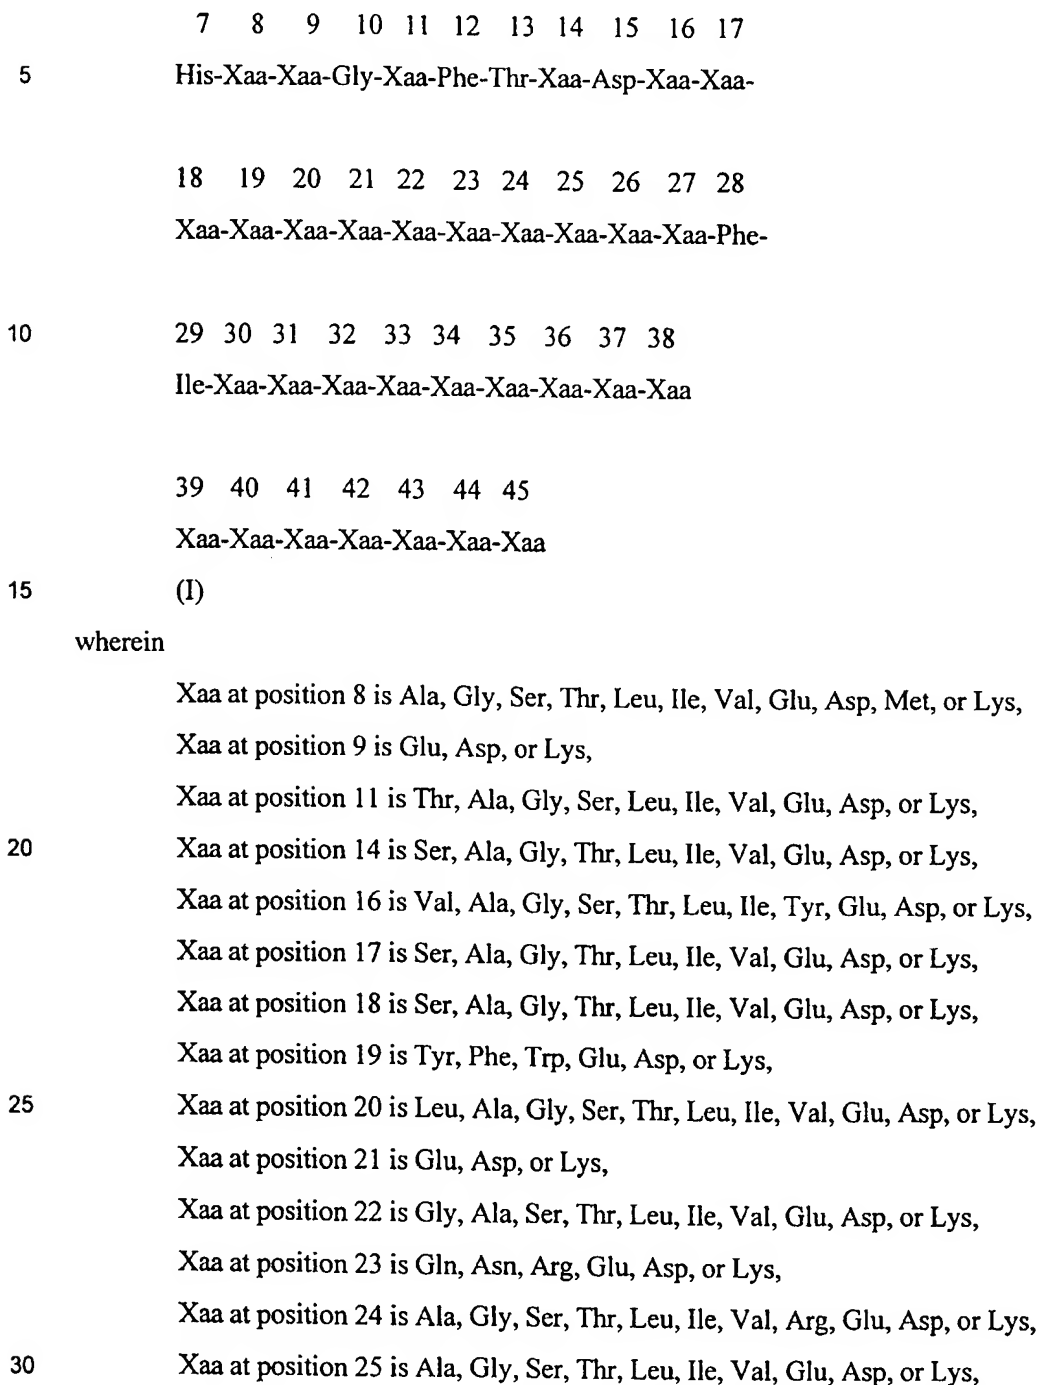 7 8 9 10 11 12 13 14 15 16 17
5 His-Xaa-Xaa-Gly-Xaa-Phe-Thr-Xaa-Asp-Xaa-Xaa-
18 19 20 21 22 23 24 25 26 27 28
Xaa-Xaa-Xaa-Xaa-Xaa-Xaa-Xaa-Xaa-Xaa-Xaa-Phe-
10 29 30 31 32 33 34 35 36 37 38
Ile-Xaa-Xaa-Xaa-Xaa-Xaa-Xaa-Xaa-Xaa-Xaa
39 40 41 42 43 44 45
Xaa-Xaa-Xaa-Xaa-Xaa-Xaa-Xaa
15 (I)
wherein
Xaa at position 8 is Ala, Gly, Ser, Thr, Leu, Ile, Val, Glu, Asp, Met, or Lys,
Xaa at position 9 is Glu, Asp, or Lys,
Xaa at position 11 is Thr, Ala, Gly, Ser, Leu, Ile, Val, Glu, Asp, or Lys,
20 Xaa at position 14 is Ser, Ala, Gly, Thr, Leu, Ile, Val, Glu, Asp, or Lys,
Xaa at position 16 is Val, Ala, Gly, Ser, Thr, Leu, Ile, Tyr, Glu, Asp, or Lys,
Xaa at position 17 is Ser, Ala, Gly, Thr, Leu, Ile, Val, Glu, Asp, or Lys,
Xaa at position 18 is Ser, Ala, Gly, Thr, Leu, Ile, Val, Glu, Asp, or Lys,
Xaa at position 19 is Tyr, Phe, Trp, Glu, Asp, or Lys,
25 Xaa at position 20 is Leu, Ala, Gly, Ser, Thr, Leu, Ile, Val, Glu, Asp, or Lys,
Xaa at position 21 is Glu, Asp, or Lys,
Xaa at position 22 is Gly, Ala, Ser, Thr, Leu, Ile, Val, Glu, Asp, or Lys,
Xaa at position 23 is Gln, Asn, Arg, Glu, Asp, or Lys,
Xaa at position 24 is Ala, Gly, Ser, Thr, Leu, Ile, Val, Arg, Glu, Asp, or Lys,
30 Xaa at position 25 is Ala, Gly, Ser, Thr, Leu, Ile, Val, Glu, Asp, or Lys,